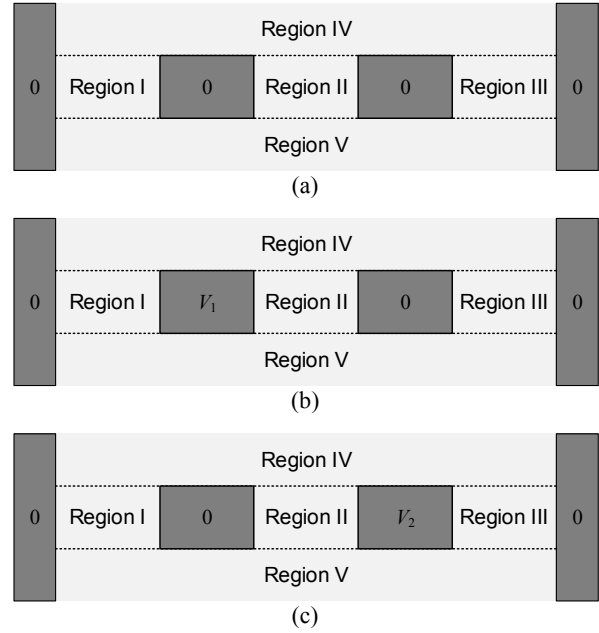 Region IV
0 Region I 0 Region II 0 Region III 0
Region V
(a)
Region IV
0 Region I V₁ Region II 0 Region III 0
Region V
(b)
Region IV
0 Region I 0 Region II V₂ Region III 0
Region V
(c)